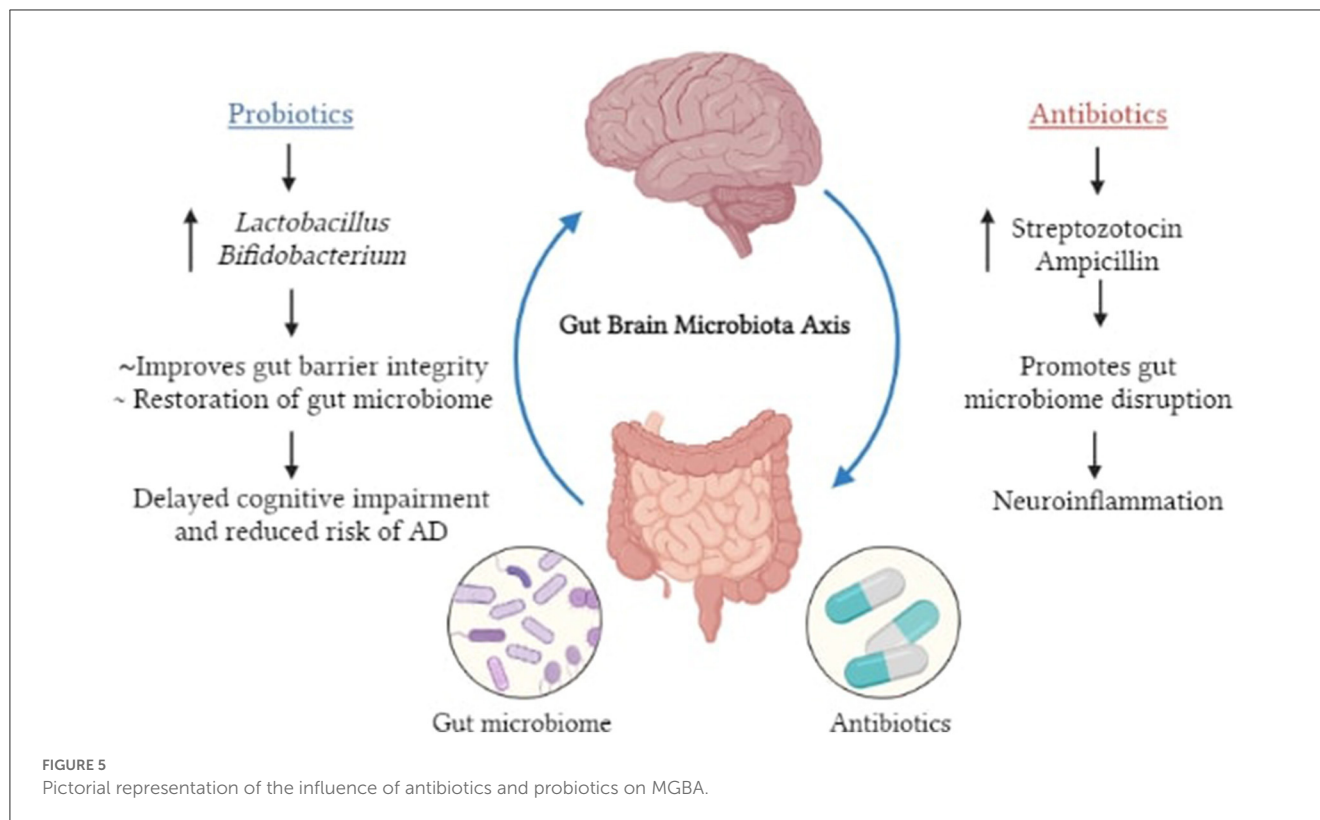 Probiotics
Lactobacillus
Bifidobacterium
~Improves gut barrier integrity
~ Restoration of gut microbiome
Delayed cognitive impairment
and reduced risk of AD
Gut Brain Microbiota Axis
Antibiotics
Streptozotocin
Ampicillin
Promotes gut
microbiome disruption
Neuroinflammation
Gut microbiome
Antibiotics
FIGURE 5
Pictorial representation of the influence of antibiotics and probiotics on MGBA.